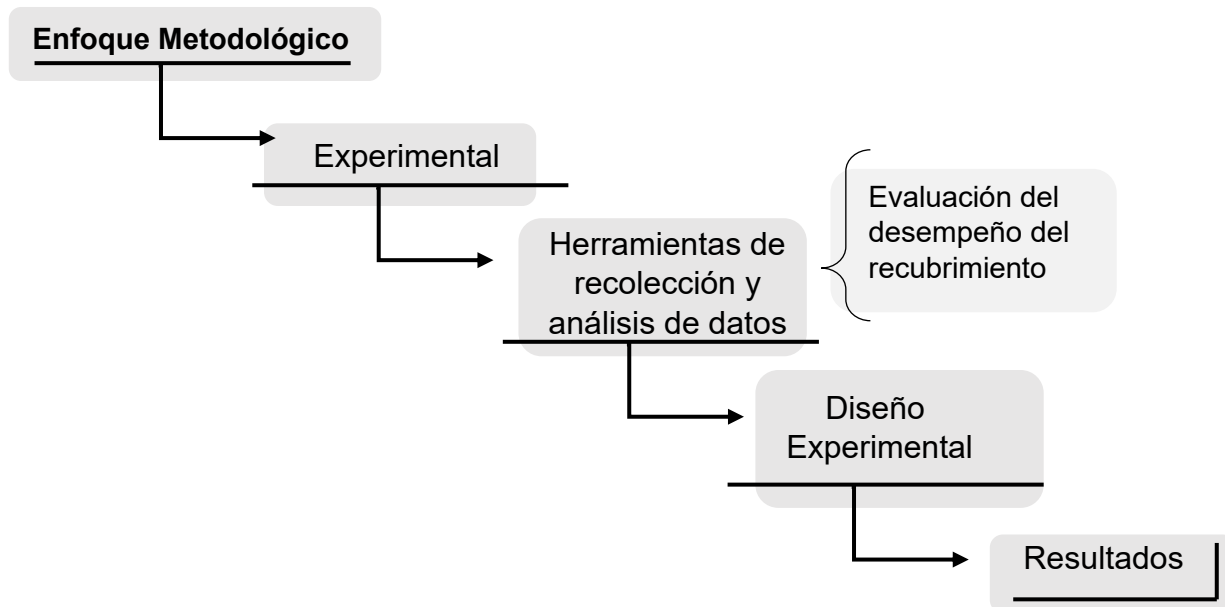 Enfoque Metodológico
Experimental
Herramientas de
recolección y
análisis de datos
Evaluación del
desempeño del
recubrimiento
Diseño
Experimental
Resultados